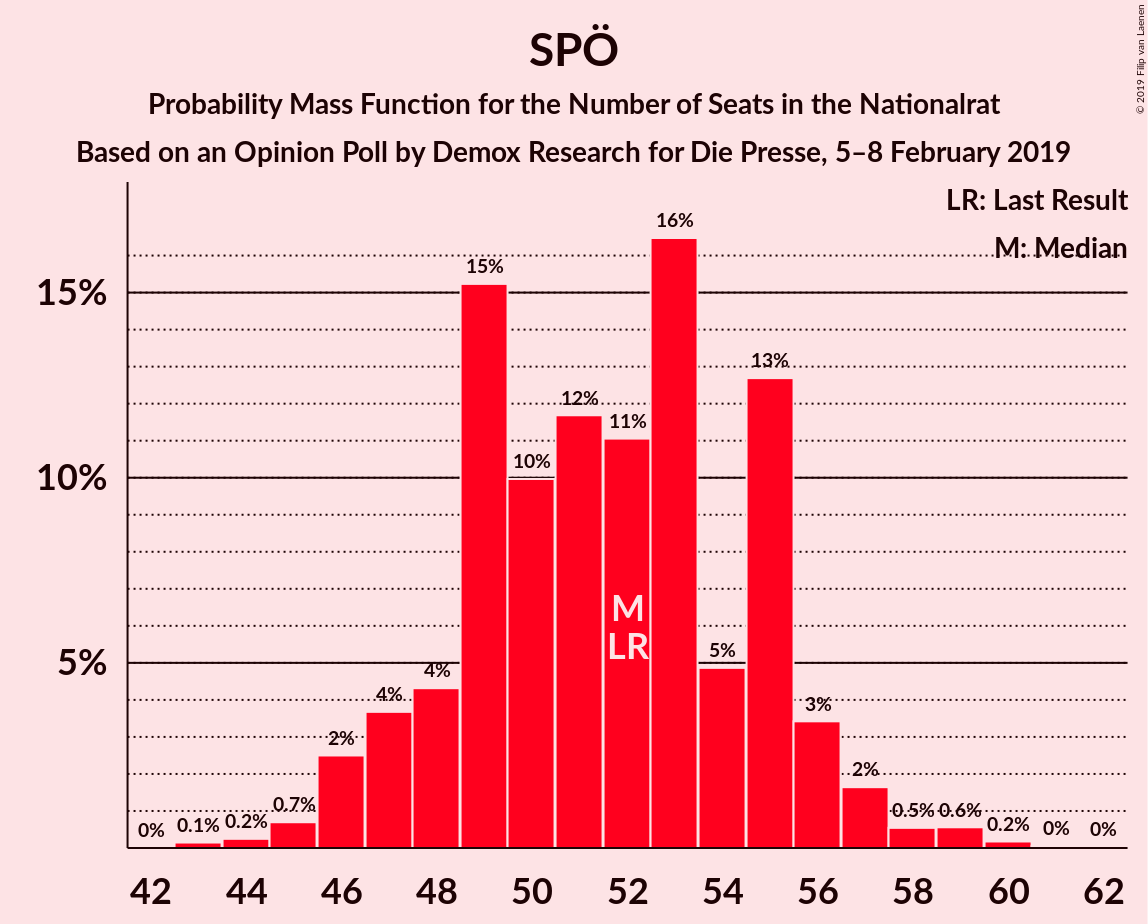 SPÖ
Probability Mass Function for the Number of Seats in the Nationalrat
Based on an Opinion Poll by Demox Research for Die Presse, 5–8 February 2019
© 2019 Filip van Laenen
LR: Last Result
M: Median
15%
10%
5%
0%
0.1%
0.2%
0.7%
2%
4%
4%
15%
10%
12%
11%
16%
5%
13%
3%
2%
0.5%
0.6%
0.2%
0%
0%
M
LR
42 44 46 48 50 52 54 56 58 60 62